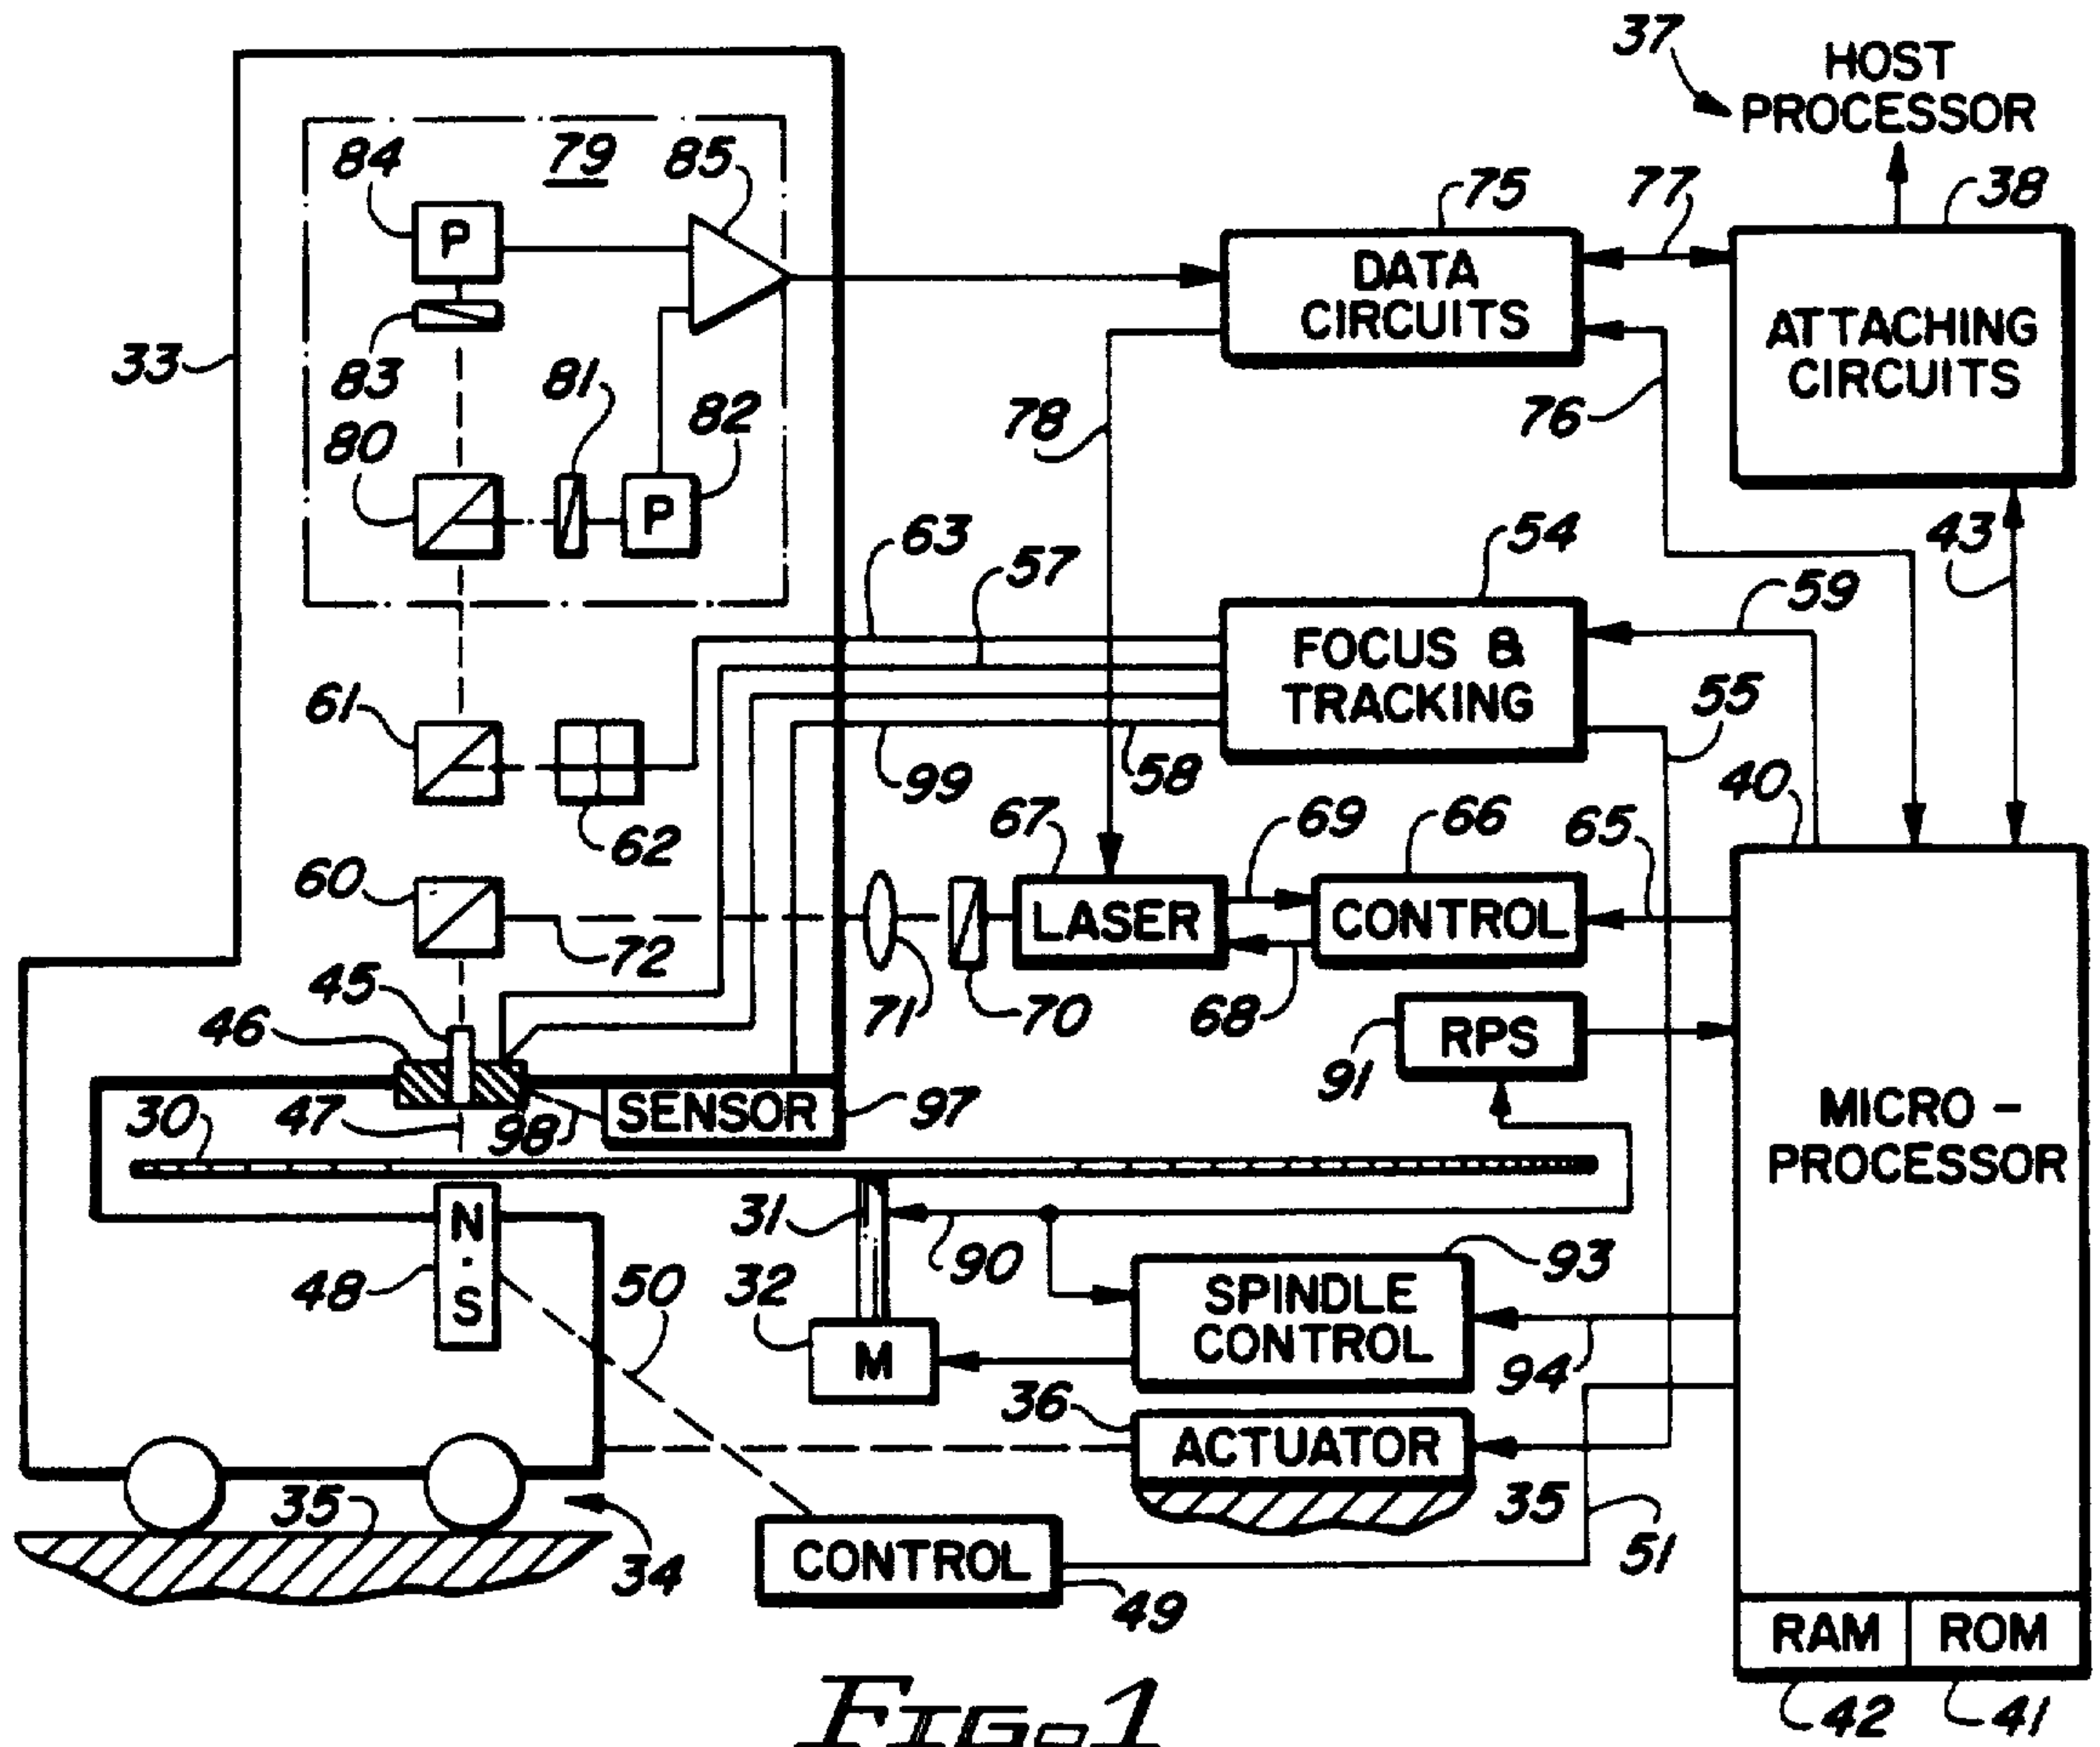 37
HOST
PROCESSOR
84
79
85
P
75
77
38
DATA
CIRCUITS
ATTACHING
CIRCUITS
33
83
81
82
78
76
80
P
63
57
54
43
59
FOCUS &
TRACKING
61
55
99
58
40
62
67
69
66
65
60
LASER
CONTROL
72
45
71
70
68
46
RPS
91
30
47
98
SENSOR
97
MICRO -
PROCESSOR
N
·
S
31
90
93
48
50
32
SPINDLE
CONTROL
M
94
36
ACTUATOR
35
35
51
34
CONTROL
49
RAM
ROM
42
41
FIG. 1